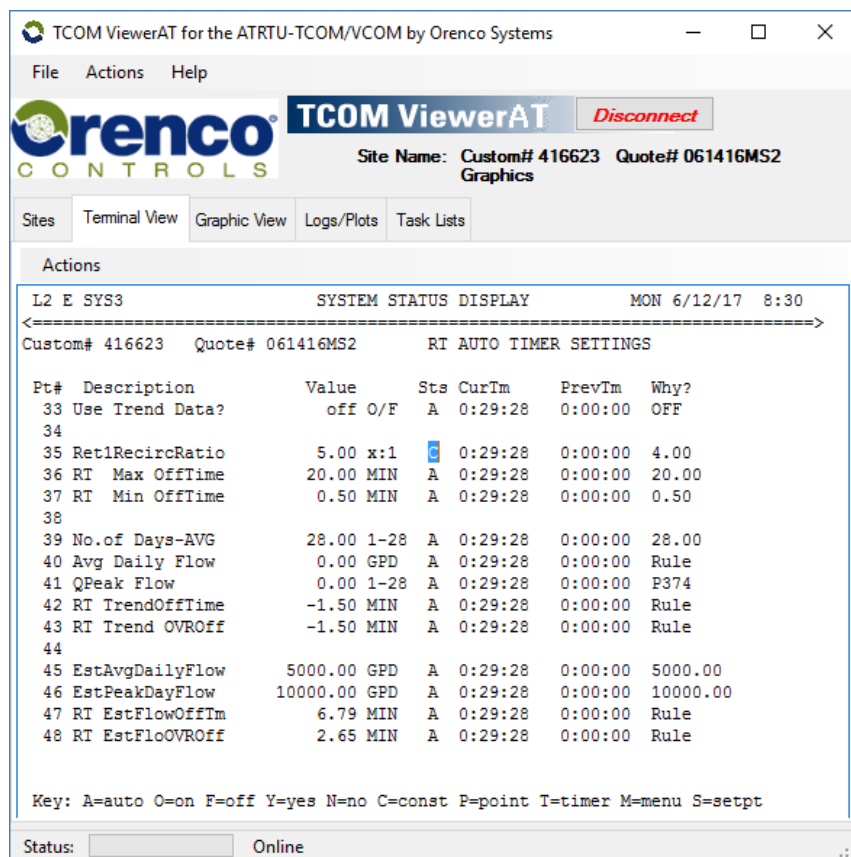 TCOM ViewerAT for the ATRTU-TCOM/VCOM by Orenco Systems
File Actions Help
Orenco®
CONTROLS
TCOM ViewerAT
Disconnect
Site Name: Custom# 416623 Quote# 061416MS2
Graphics
Sites Terminal View Graphic View Logs/Plots Task Lists
Actions
L2 E SYS3 SYSTEM STATUS DISPLAY MON 6/12/17 8:30
<============================================================================>
Custom# 416623 Quote# 061416MS2 RT AUTO TIMER SETTINGS
Pt# Description Value Sts CurTm PrevTm Why?
33 Use Trend Data? off O/F A 0:29:28 0:00:00 OFF
34
35 Ret1RecircRatio 5.00 x:1 C 0:29:28 0:00:00 4.00
36 RT Max OffTime 20.00 MIN A 0:29:28 0:00:00 20.00
37 RT Min OffTime 0.50 MIN A 0:29:28 0:00:00 0.50
38
39 No.of Days-AVG 28.00 1-28 A 0:29:28 0:00:00 28.00
40 Avg Daily Flow 0.00 GPD A 0:29:28 0:00:00 Rule
41 QPeak Flow 0.00 1-28 A 0:29:28 0:00:00 P374
42 RT TrendOffTime -1.50 MIN A 0:29:28 0:00:00 Rule
43 RT Trend OVROff -1.50 MIN A 0:29:28 0:00:00 Rule
44
45 EstAvgDailyFlow 5000.00 GPD A 0:29:28 0:00:00 5000.00
46 EstPeakDayFlow 10000.00 GPD A 0:29:28 0:00:00 10000.00
47 RT EstFlowOffTm 6.79 MIN A 0:29:28 0:00:00 Rule
48 RT EstFloOVROff 2.65 MIN A 0:29:28 0:00:00 Rule
Key: A=auto O=on F=off Y=yes N=no C=const P=point T=timer M=menu S=setpt
Status: Online